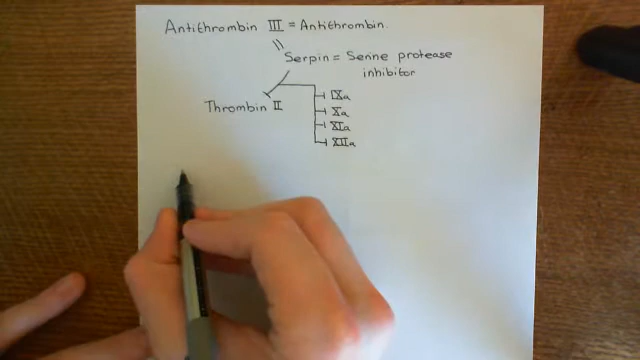 Antithrombin III = Antithrombin.
=
Serpin = Serine protease
inhibitor
Thrombin II
IXa
Xa
XIa
XIIa